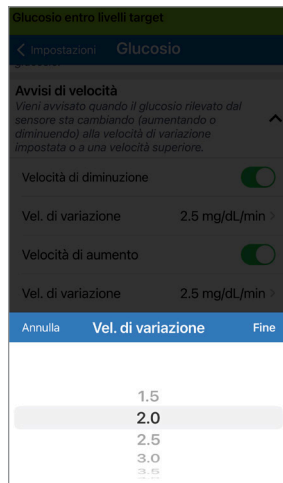 Glucosio entro livelli target
< Impostazioni Glucosio
Avvisi di velocità
Vieni avvisato quando il glucosio rilevato dal
sensore sta cambiando (aumentando o
diminuendo) alla velocità di variazione
impostata o a una velocità superiore.
Velocità di diminuzione
Vel. di variazione 2.5 mg/dL/min >
Velocità di aumento
Vel. di variazione 2.5 mg/dL/min >
Annulla Vel. di variazione Fine
1.5
2.0
2.5
3.0
3.5